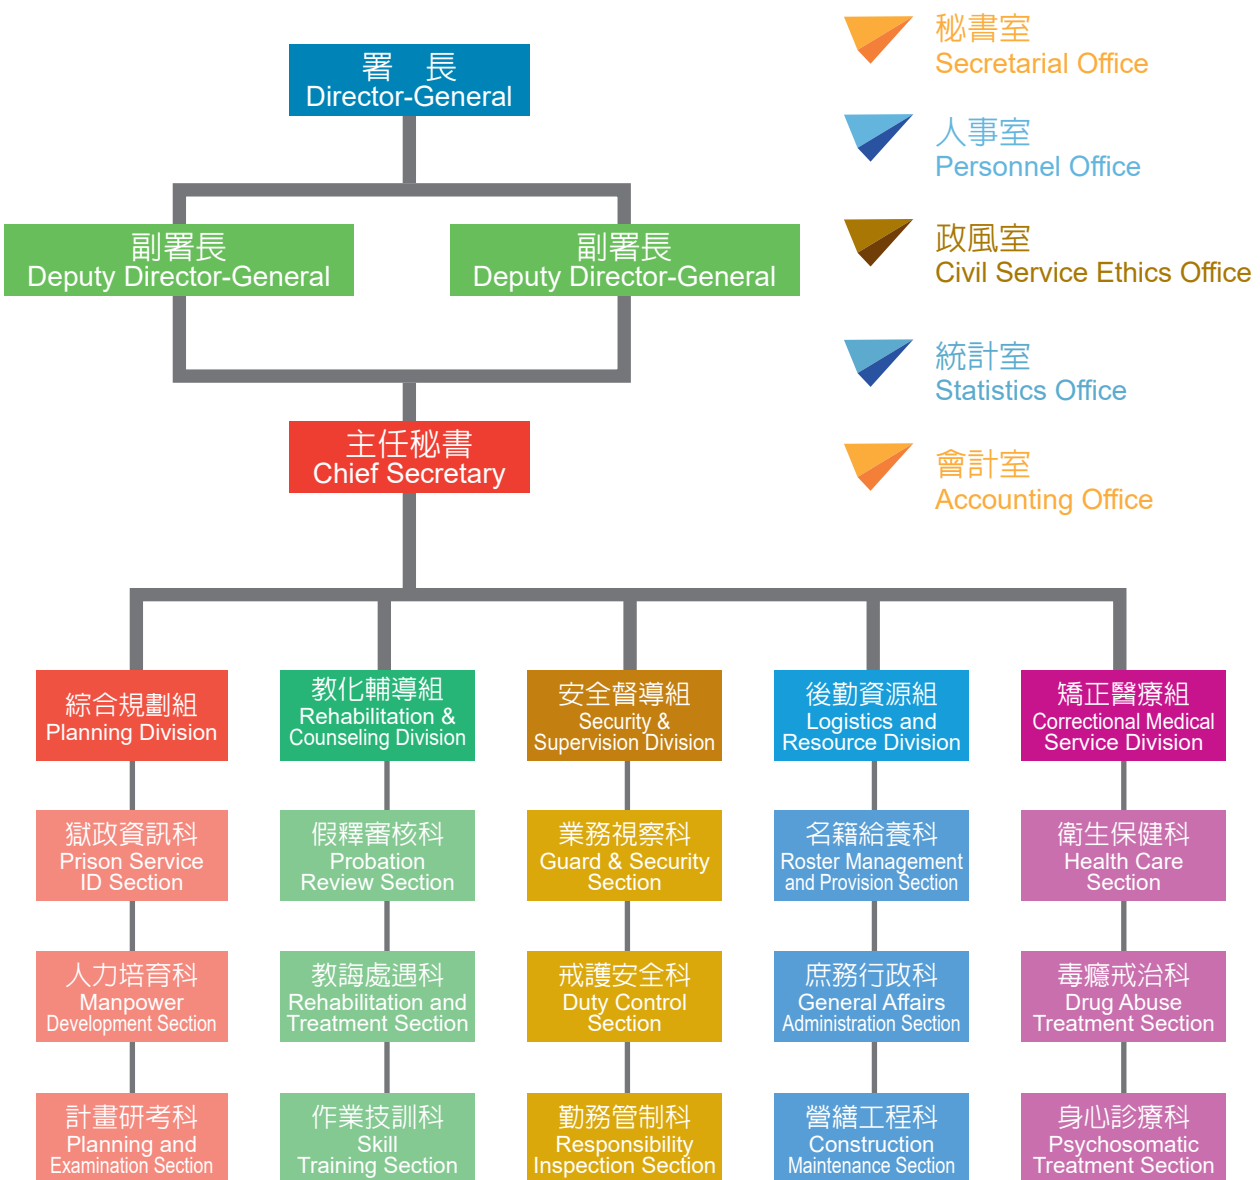 署 長
Director-General
副署長
Deputy Director-General
副署長
Deputy Director-General
主任秘書
Chief Secretary
秘書室
Secretarial Office
人事室
Personnel Office
政風室
Civil Service Ethics Office
統計室
Statistics Office
會計室
Accounting Office
綜合規劃組
Planning Division
獄政資訊科
Prison Service
ID Section
人力培育科
Manpower
Development Section
計畫研考科
Planning and
Examination Section
教化輔導組
Rehabilitation &
Counseling Division
假釋審核科
Probation
Review Section
教誨處遇科
Rehabilitation and
Treatment Section
作業技訓科
Skill
Training Section
安全督導組
Security &
Supervision Division
業務視察科
Guard & Security
Section
戒護安全科
Duty Control
Section
勤務管制科
Responsibility
Inspection Section
後勤資源組
Logistics and
Resource Division
名籍給養科
Roster Management
and Provision Section
庶務行政科
General Affairs
Administration Section
營繕工程科
Construction
Maintenance Section
矯正醫療組
Correctional Medical
Service Division
衛生保健科
Health Care
Section
毒癮戒治科
Drug Abuse
Treatment Section
身心診療科
Psychosomatic
Treatment Section